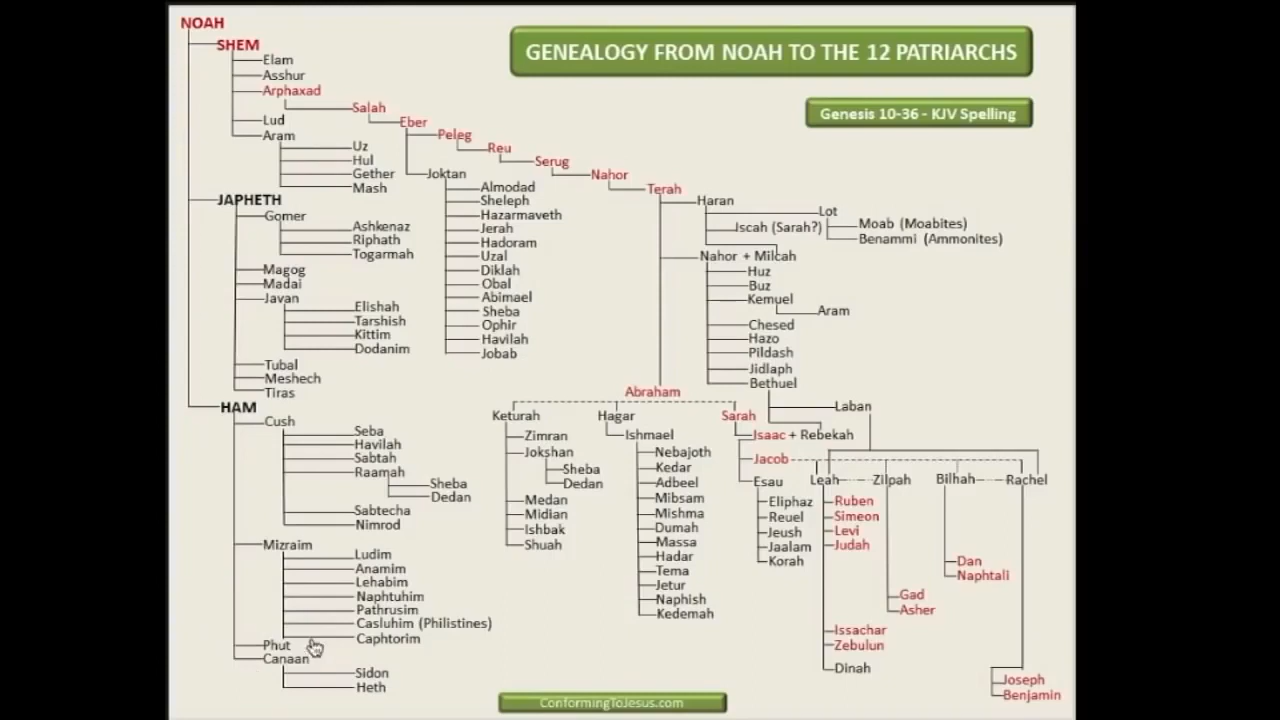 NOAH
GENEALOGY FROM NOAH TO THE 12 PATRIARCHS
Genesis 10-36 - KJV Spelling
SHEM
Elam
Asshur
Arphaxad
Salah
Eber
Peleg
Reu
Serug
Nahor
Terah
Lud
Aram
Uz
Hul
Gether
Mash
Joktan
Almodad
Sheleph
Hazarmaveth
Jerah
Hadoram
Uzal
Diklah
Obal
Abimael
Sheba
Ophir
Havilah
Jobab
Haran
Lot
Iscah (Sarah?)
Moab (Moabites)
Benammi (Ammonites)
Nahor + Milcah
Huz
Buz
Kemuel
Aram
Chesed
Hazo
Pildash
Jidlaph
Bethuel
Laban
JAPHETH
Gomer
Ashkenaz
Riphath
Togarmah
Magog
Madai
Javan
Elishah
Tarshish
Kittim
Dodanim
Tubal
Meshech
Tiras
HAM
Cush
Seba
Havilah
Sabtah
Raamah
Sheba
Dedan
Sabtecha
Nimrod
Mizraim
Ludim
Anamim
Lehabim
Naphtuhim
Pathrusim
Casluhim (Philistines)
Caphtorim
Phut
Canaan
Sidon
Heth
Abraham
Keturah
Zimran
Jokshan
Sheba
Dedan
Medan
Midian
Ishbak
Shuah
Hagar
Ishmael
Nebajoth
Kedar
Adbeel
Mibsam
Mishma
Dumah
Massa
Hadar
Tema
Jetur
Naphish
Kedemah
Sarah
Isaac + Rebekah
Jacob
Esau
Eliphaz
Reuel
Jeush
Jaalam
Korah
Leah
Zilpah
Bilhah
Rachel
Ruben
Simeon
Levi
Judah
Dan
Naphtali
Gad
Asher
Issachar
Zebulun
Dinah
Joseph
Benjamin
ConformingToJesus.com